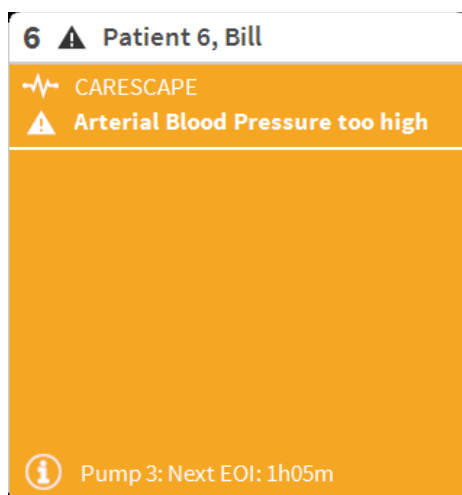 6 Patient 6, Bill
CARESCAPE
Arterial Blood Pressure too high
Pump 3: Next EOI: 1h05m